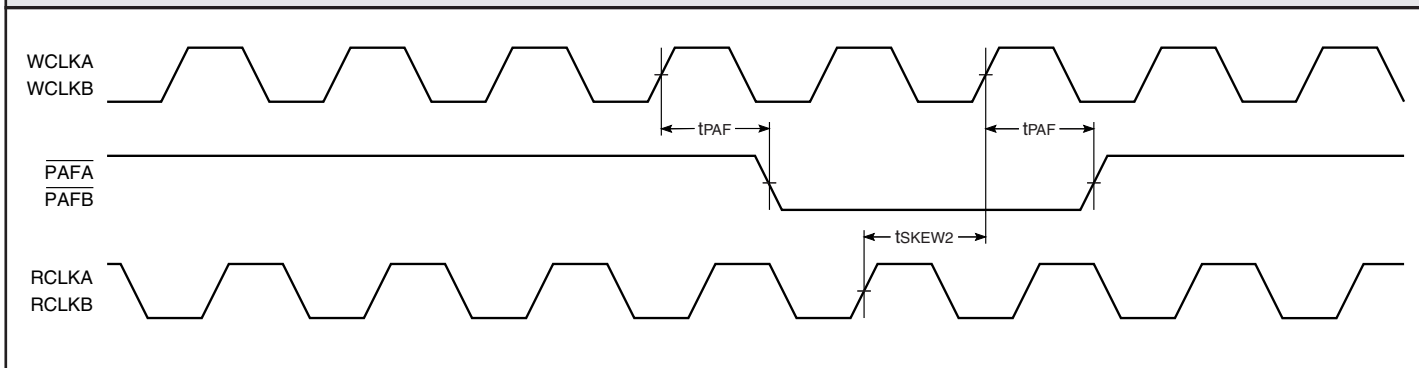 WCLKA
WCLKB
tPAF
tPAF
PAFA
PAFB
tSKEW2
RCLKA
RCLKB